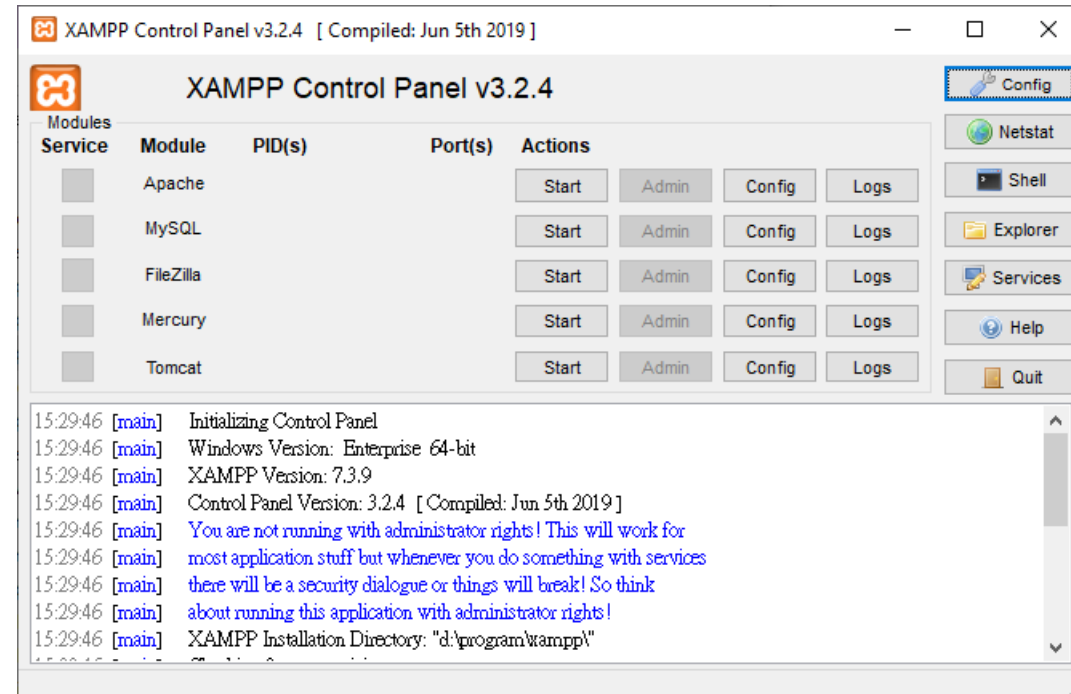 XAMPP Control Panel v3.2.4 [ Compiled: Jun 5th 2019 ]
XAMPP Control Panel v3.2.4
Config
Modules
Service Module PID(s) Port(s) Actions
Netstat
Apache Start Admin Config Logs
Shell
MySQL Start Admin Config Logs
Explorer
FileZilla Start Admin Config Logs
Services
Mercury Start Admin Config Logs
Help
Tomcat Start Admin Config Logs
Quit
15:29:46 [main] Initializing Control Panel
15:29:46 [main] Windows Version: Enterprise 64-bit
15:29:46 [main] XAMPP Version: 7.3.9
15:29:46 [main] Control Panel Version: 3.2.4 [ Compiled: Jun 5th 2019 ]
15:29:46 [main] You are not running with administrator rights! This will work for
15:29:46 [main] most application stuff but whenever you do something with services
15:29:46 [main] there will be a security dialogue or things will break! So think
15:29:46 [main] about running this application with administrator rights!
15:29:46 [main] XAMPP Installation Directory: "d:\program\xampp\"